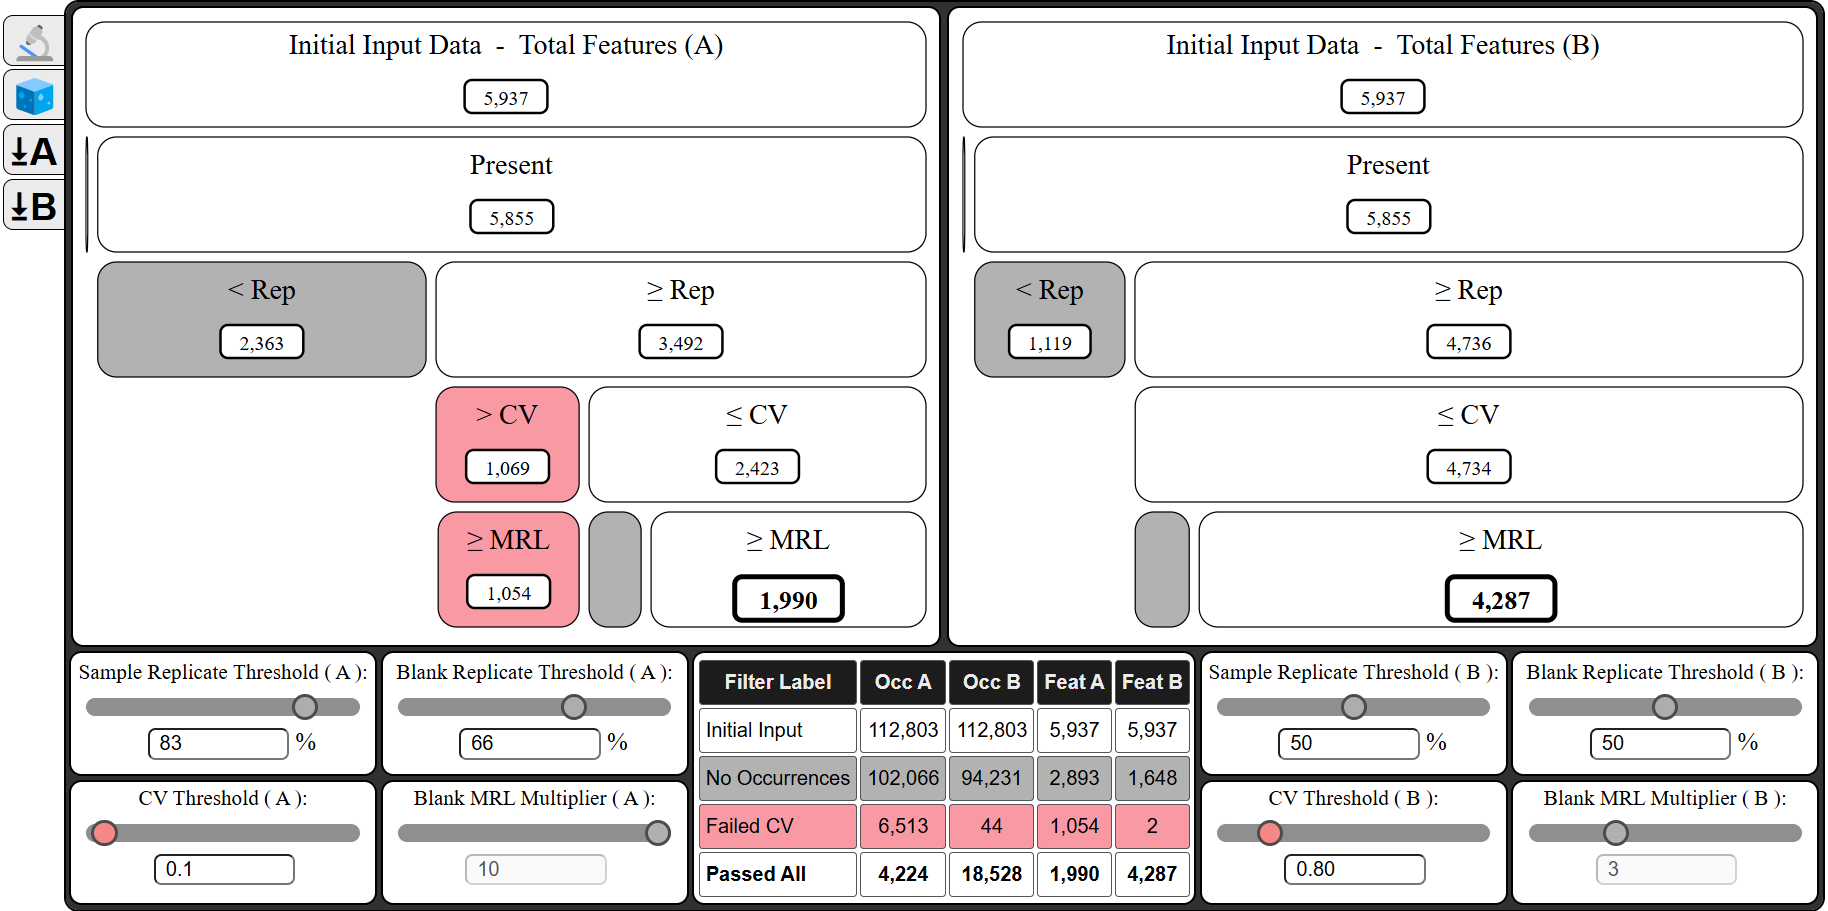 A
B
Initial Input Data - Total Features (A)
5,937
Present
5,855
< Rep
2,363
≥ Rep
3,492
> CV
1,069
≤ CV
2,423
≥ MRL
1,054
≥ MRL
1,990
Initial Input Data - Total Features (B)
5,937
Present
5,855
< Rep
1,119
≥ Rep
4,736
≤ CV
4,734
≥ MRL
4,287
Sample Replicate Threshold ( A ):
83 %
Blank Replicate Threshold ( A ):
66 %
CV Threshold ( A ):
0.1
Blank MRL Multiplier ( A ):
10
Filter Label Occ A Occ B Feat A Feat B
Initial Input 112,803 112,803 5,937 5,937
No Occurrences 102,066 94,231 2,893 1,648
Failed CV 6,513 44 1,054 2
Passed All 4,224 18,528 1,990 4,287
Sample Replicate Threshold ( B ):
50 %
Blank Replicate Threshold ( B ):
50 %
CV Threshold ( B ):
0.80
Blank MRL Multiplier ( B ):
3